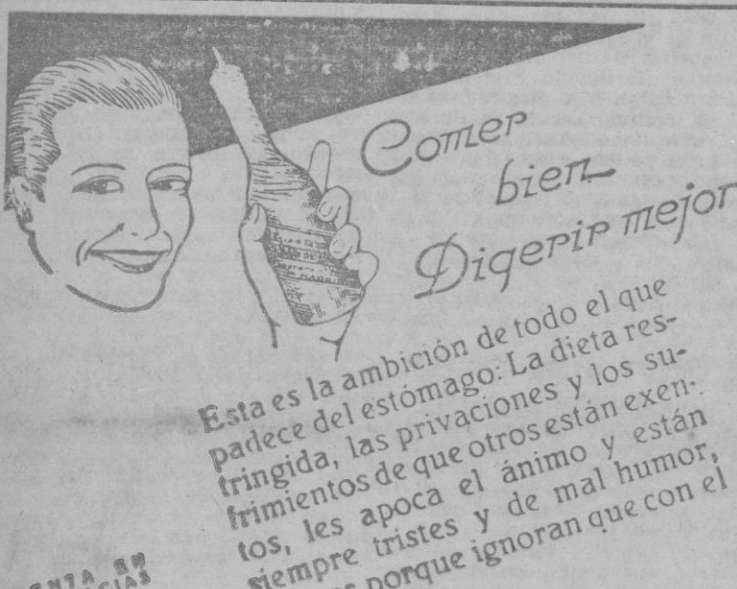 Comer
bien
Digerir mejor
Esta es la ambición de todo el que
padece del estómago: La dieta res-
tringida, las privaciones y los su-
frimientos de que otros están exen-
tos, les apoca el ánimo y están
siempre tristes y de mal humor,
porque ignoran que con el